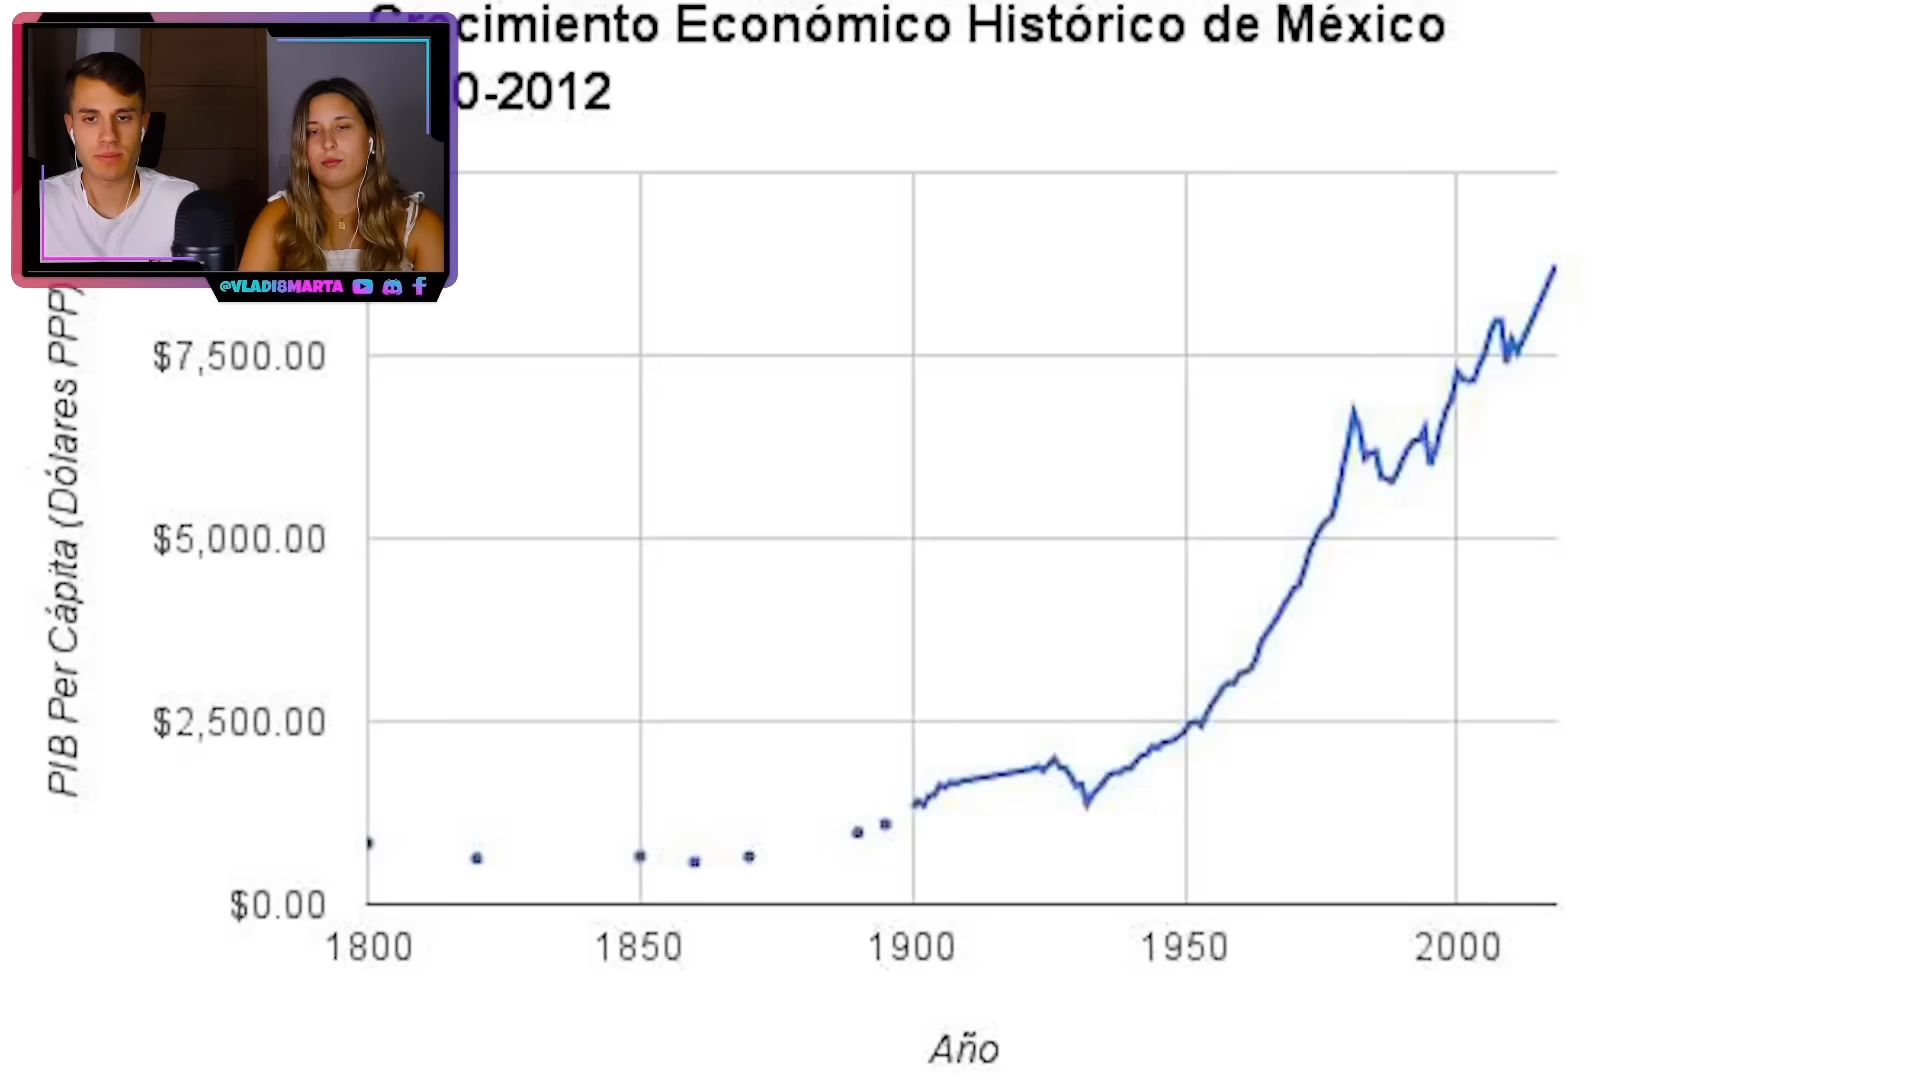 Crecimiento Económico Histórico de México
0-2012
@VLADI8MARTA
PIB Per Cápita (Dólares PPP)
$7,500.00
$5,000.00
$2,500.00
$0.00
1800 1850 1900 1950 2000
Año